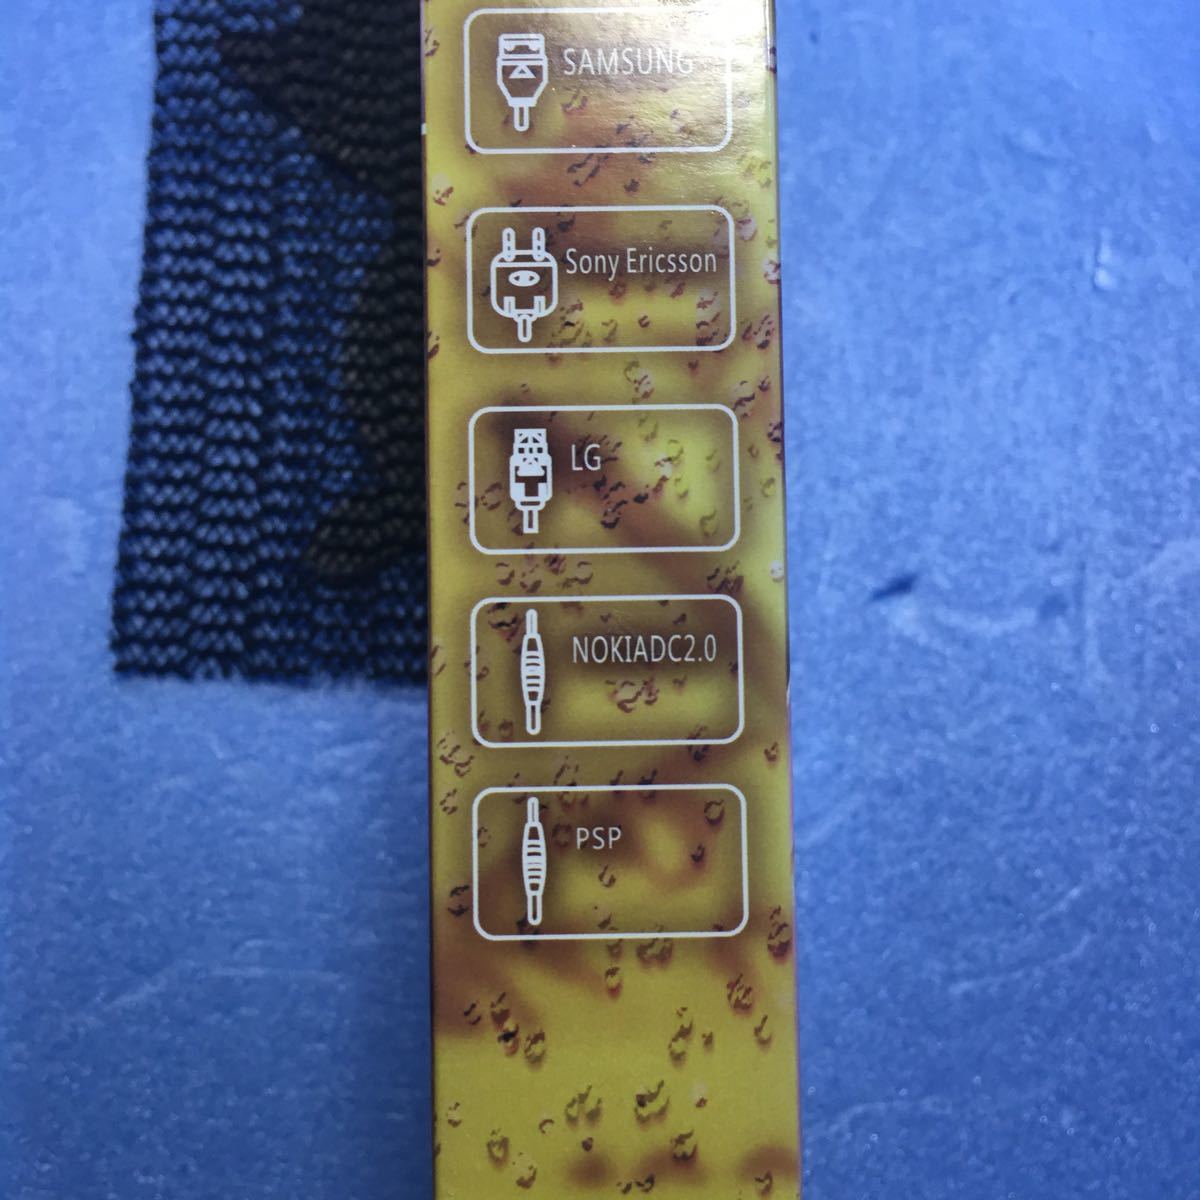 SAMSUNG
Sony Ericsson
LG
NOKIADC2.0
PSP